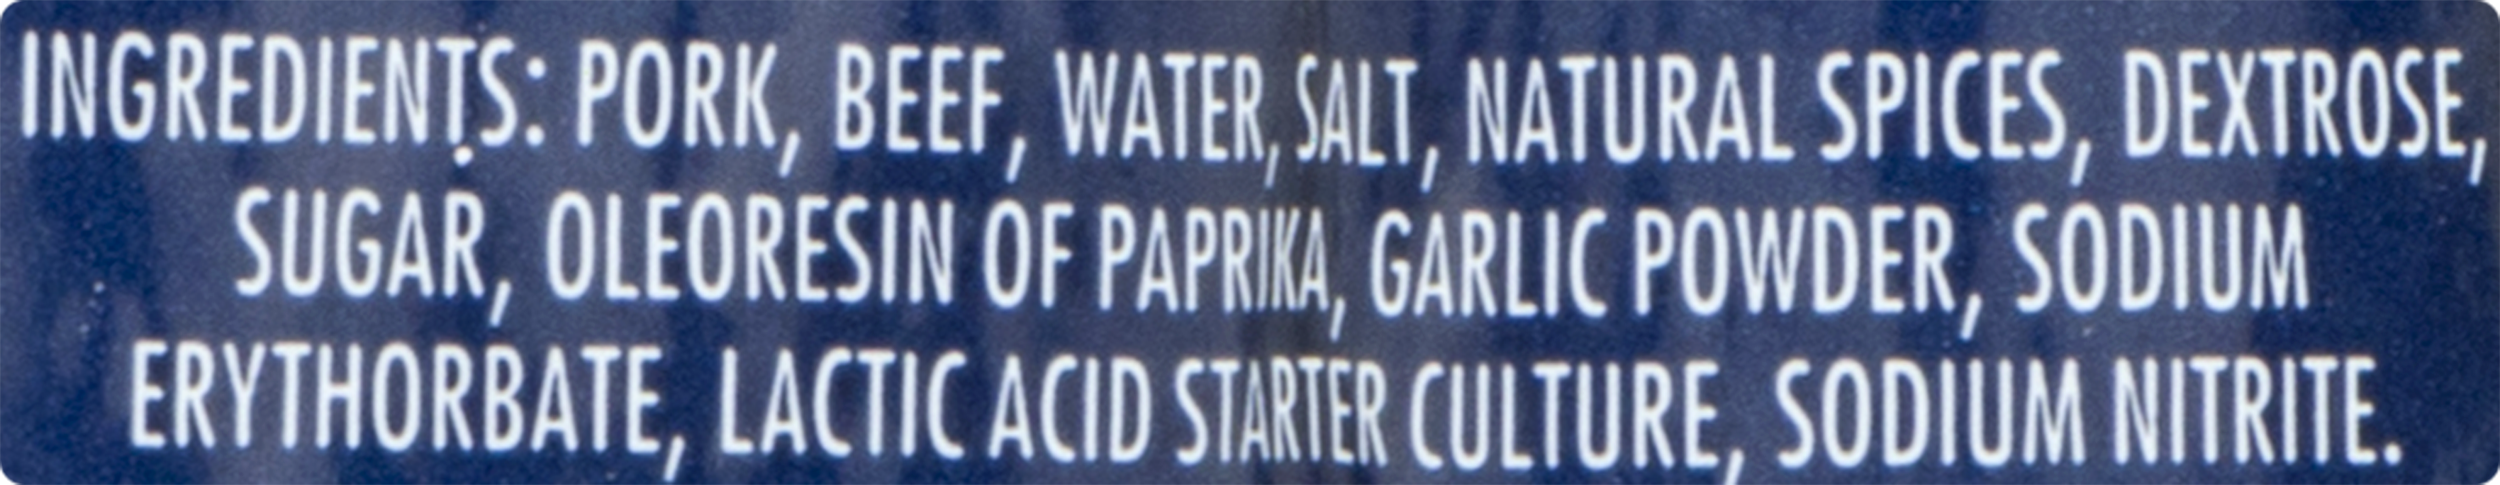 INGREDIENTS: PORK, BEEF, WATER, SALT, NATURAL SPICES, DEXTROSE,
SUGAR, OLEORESIN OF PAPRIKA, GARLIC POWDER, SODIUM
ERYTHORBATE, LACTIC ACID STARTER CULTURE, SODIUM NITRITE.